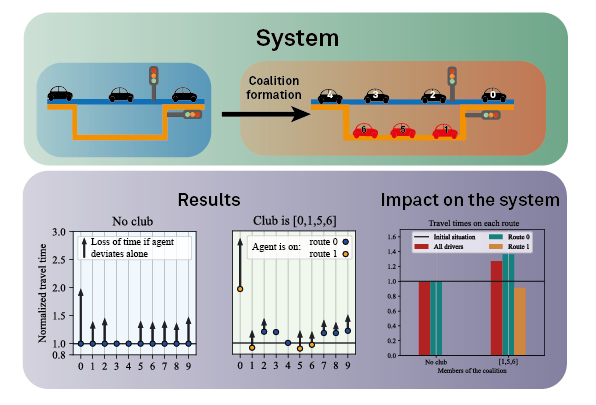 System
Coalition
formation
4 3 2 0
6 5 1
Results
Impact on the system
No club
Club is [0,1,5,6]
Travel times on each route
Normalized travel time
3.0
2.5
2.0
1.5
1.0
0.8
Loss of time if agent
deviates alone
0 1 2 3 4 5 6 7 8 9
Agent is on: route 0
route 1
0 1 2 3 4 5 6 7 8 9
Initial situation
All drivers
Route 0
Route 1
1.6
1.4
1.2
1.0
0.8
0.6
0.4
0.2
0.0
No club
[1,5,6]
Members of the coalition